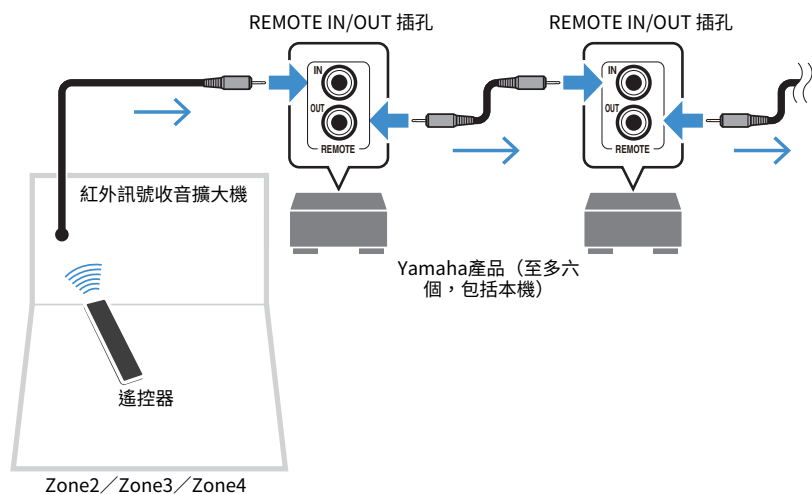 REMOTE IN/OUT 插孔
REMOTE IN/OUT 插孔
IN
OUT
REMOTE
IN
OUT
REMOTE
紅外訊號收音擴大機
Yamaha產品（至多六
個，包括本機）
遙控器
Zone2／Zone3／Zone4